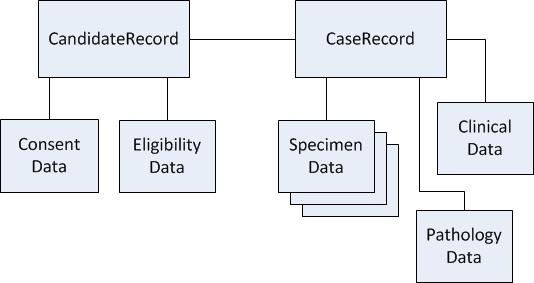 CandidateRecord
CaseRecord
Consent
Data
Eligibility
Data
Specimen
Data
Clinical
Data
Pathology
Data